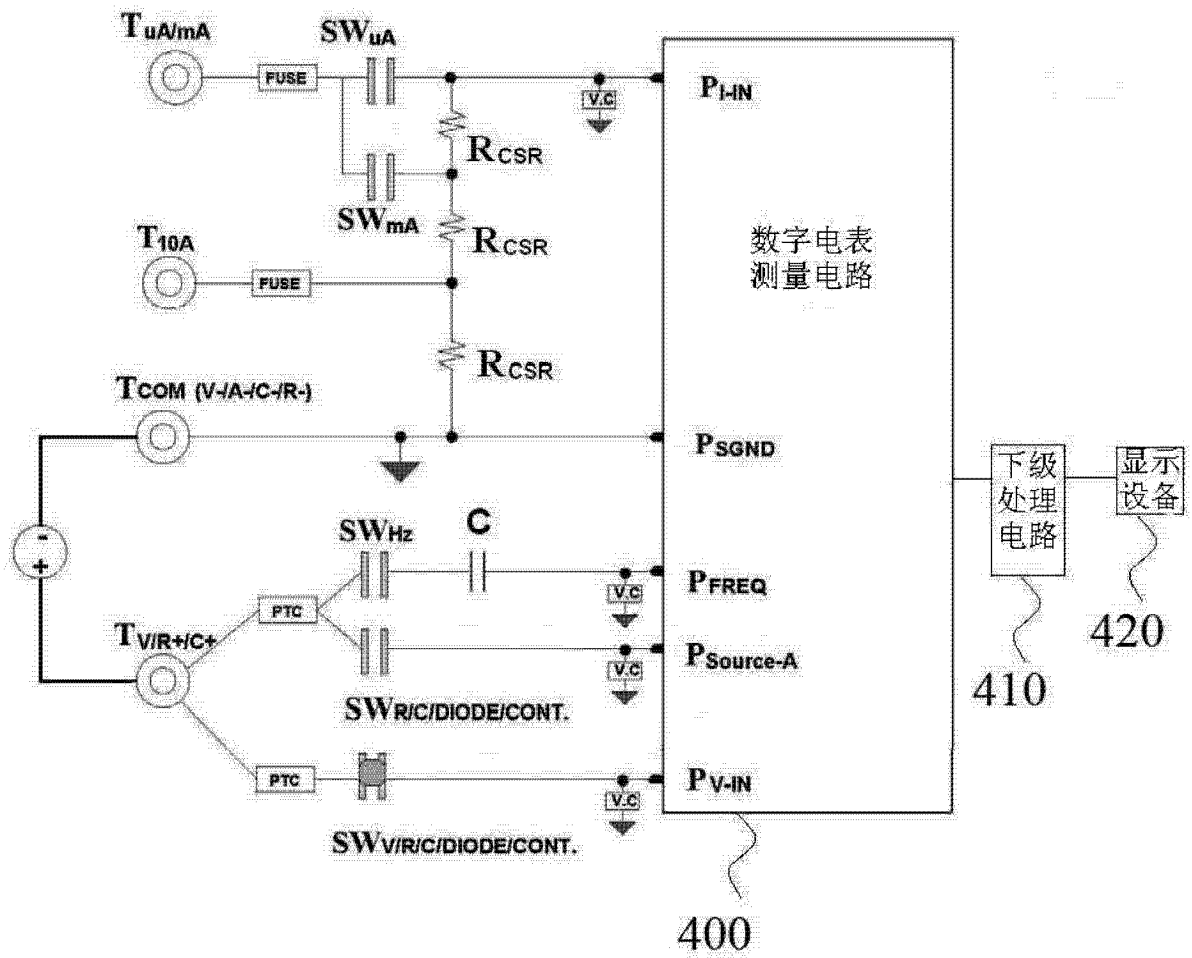 TuA/mA
SWuA
FUSE
V.C
PI-IN
RCSR
SWmA
T10A
FUSE
RCSR
数字电表
测量电路
RCSR
TCOM (V-/A-/C-/R-)
PSGND
下级
处理
电路
显示
设备
-
+
SWHz
C
PTC
V.C
PFREQ
TV/R+/C+
V.C
PSource-A
SWR/C/DIODE/CONT.
PTC
V.C
PV-IN
SWV/R/C/DIODE/CONT.
420
410
400